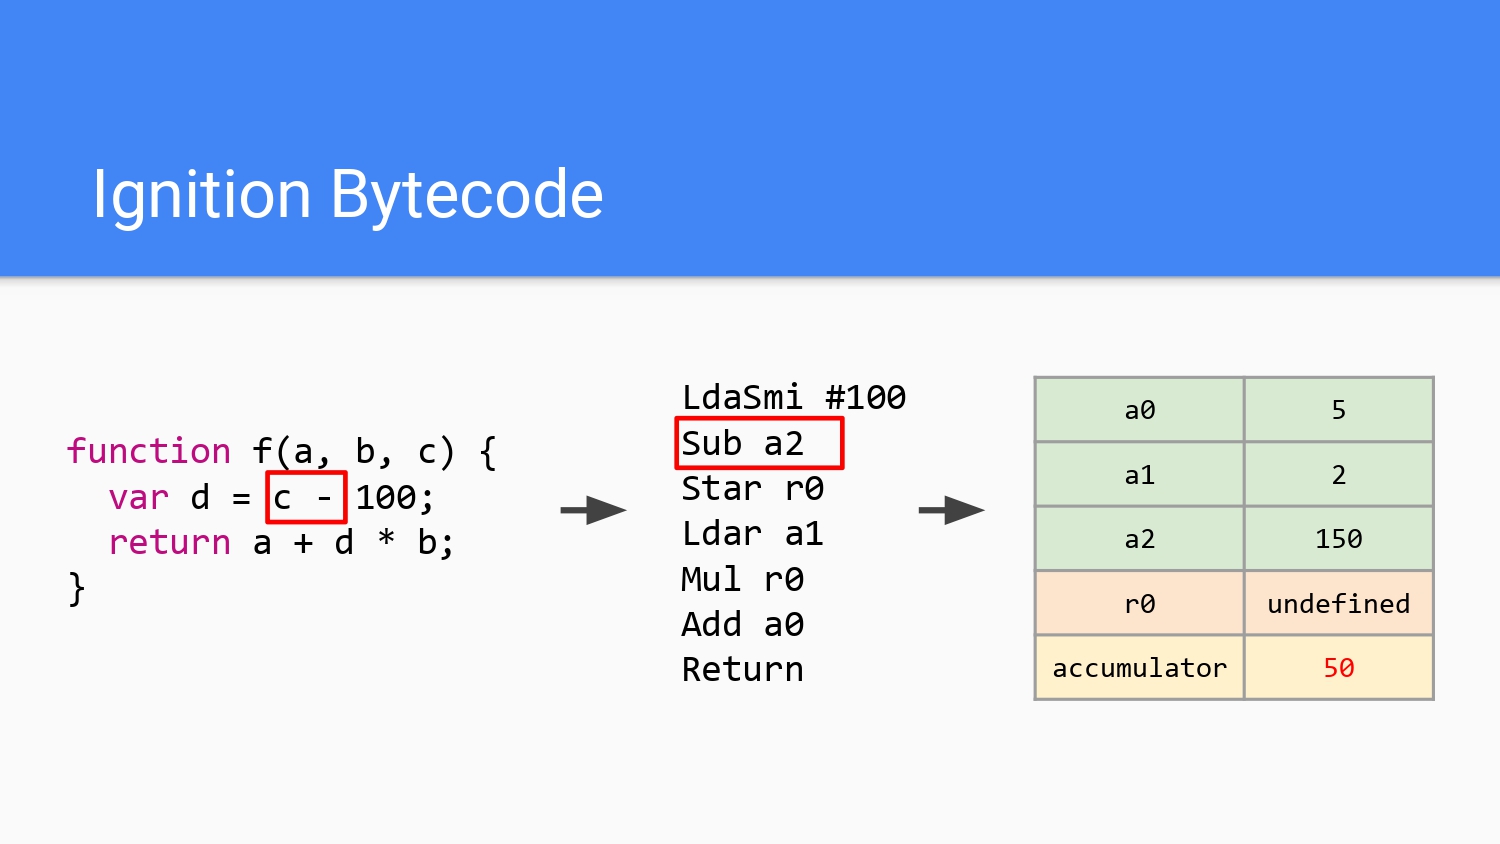 Ignition Bytecode
function f(a, b, c) {
  var d = c - 100;
  return a + d * b;
}
LdaSmi #100
Sub a2
Star r0
Ldar a1
Mul r0
Add a0
Return
a0 5
a1 2
a2 150
r0 undefined
accumulator 50